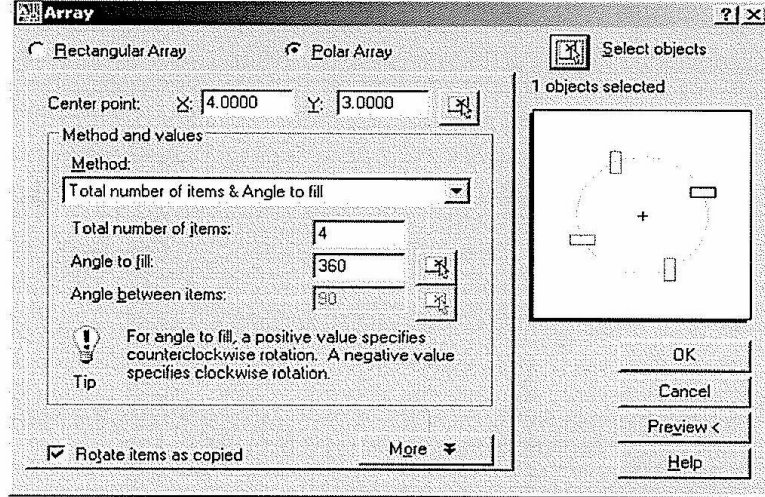 Array
Rectangular Array
Polar Array
Select objects
1 objects selected
Center point: X: 4.0000 Y: 3.0000
Method and values
Method:
Total number of items & Angle to fill
Total number of items: 4
Angle to fill: 360
Angle between items: 90
Tip
For angle to fill, a positive value specifies
counterclockwise rotation. A negative value
specifies clockwise rotation.
Rotate items as copied
More
OK
Cancel
Preview <
Help